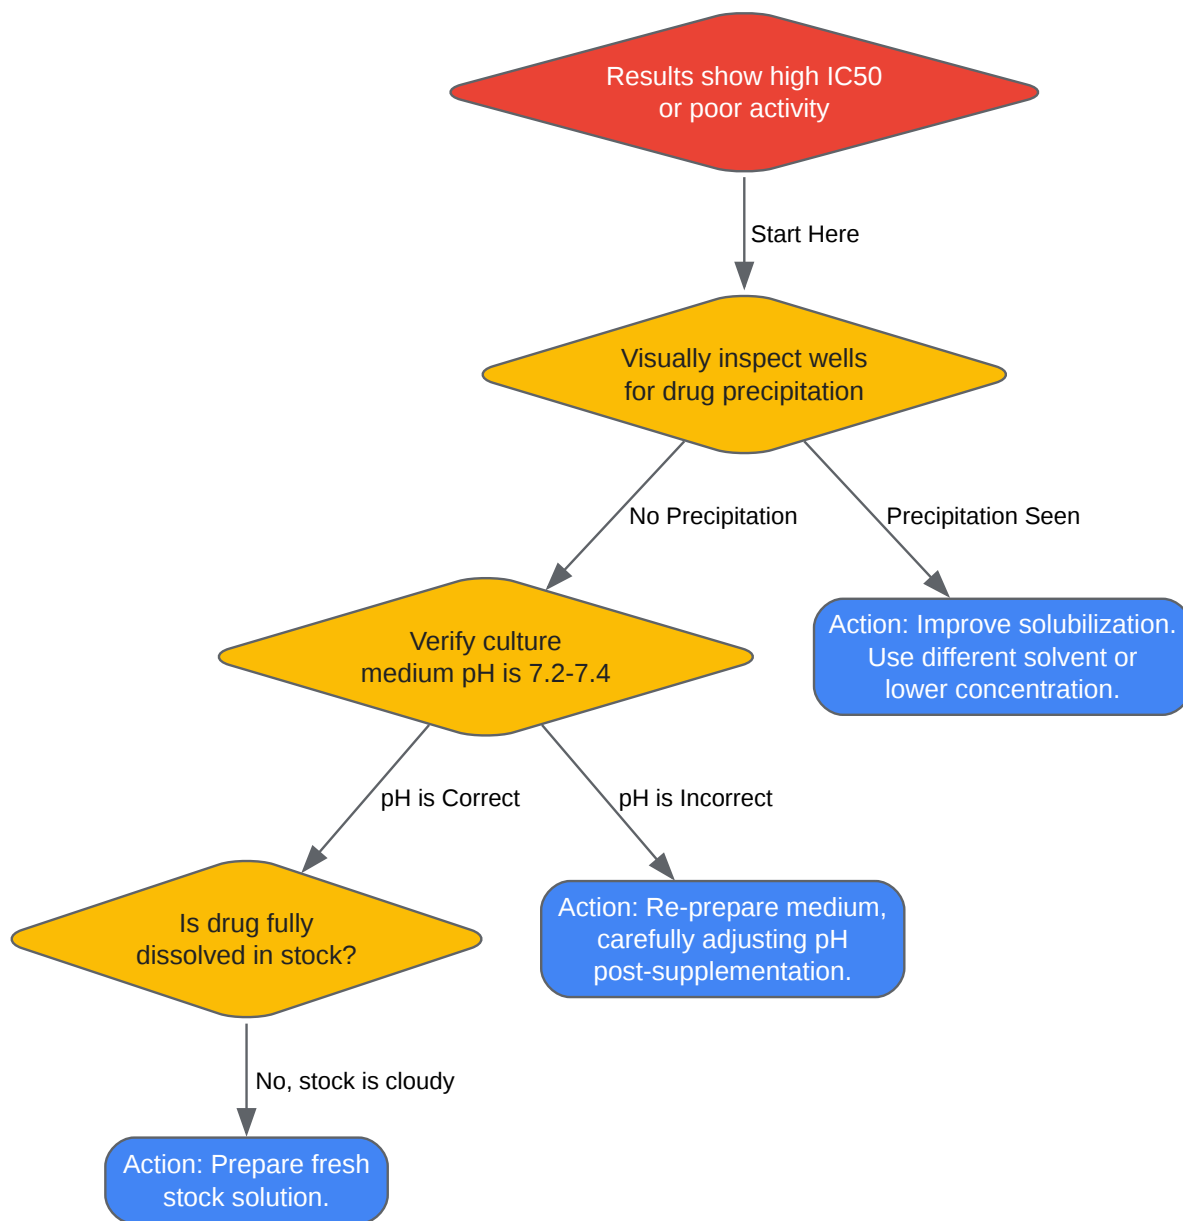 Results show high IC50
or poor activity
Start Here
Visually inspect wells
for drug precipitation
No Precipitation
Precipitation Seen
Action: Improve solubilization.
Use different solvent or
lower concentration.
Verify culture
medium pH is 7.2-7.4
pH is Correct
pH is Incorrect
Is drug fully
dissolved in stock?
Action: Re-prepare medium,
carefully adjusting pH
post-supplementation.
No, stock is cloudy
Action: Prepare fresh
stock solution.